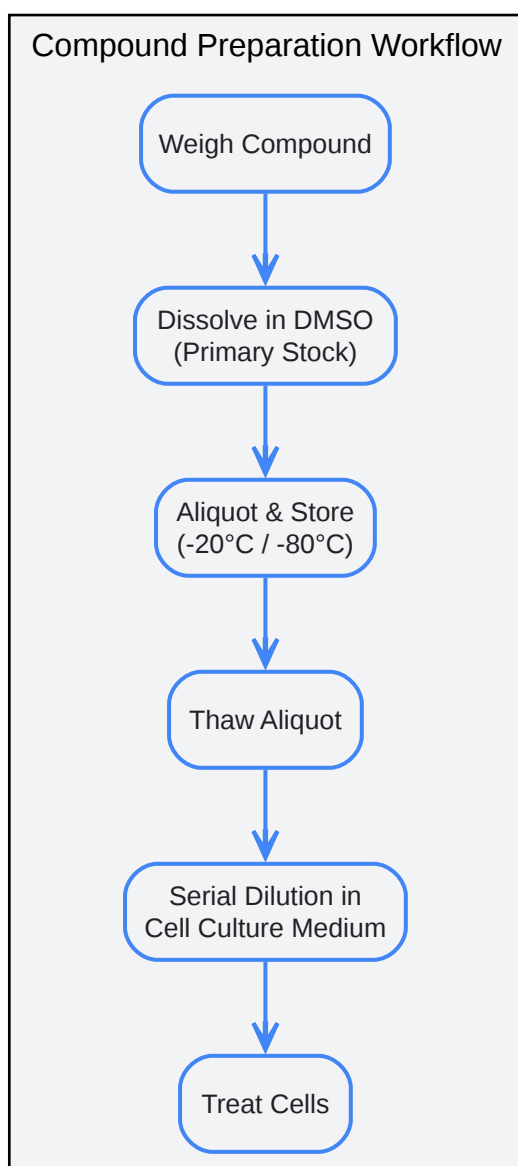 Compound Preparation Workflow
Weigh Compound
Dissolve in DMSO
(Primary Stock)
Aliquot & Store
(-20°C / -80°C)
Thaw Aliquot
Serial Dilution in
Cell Culture Medium
Treat Cells